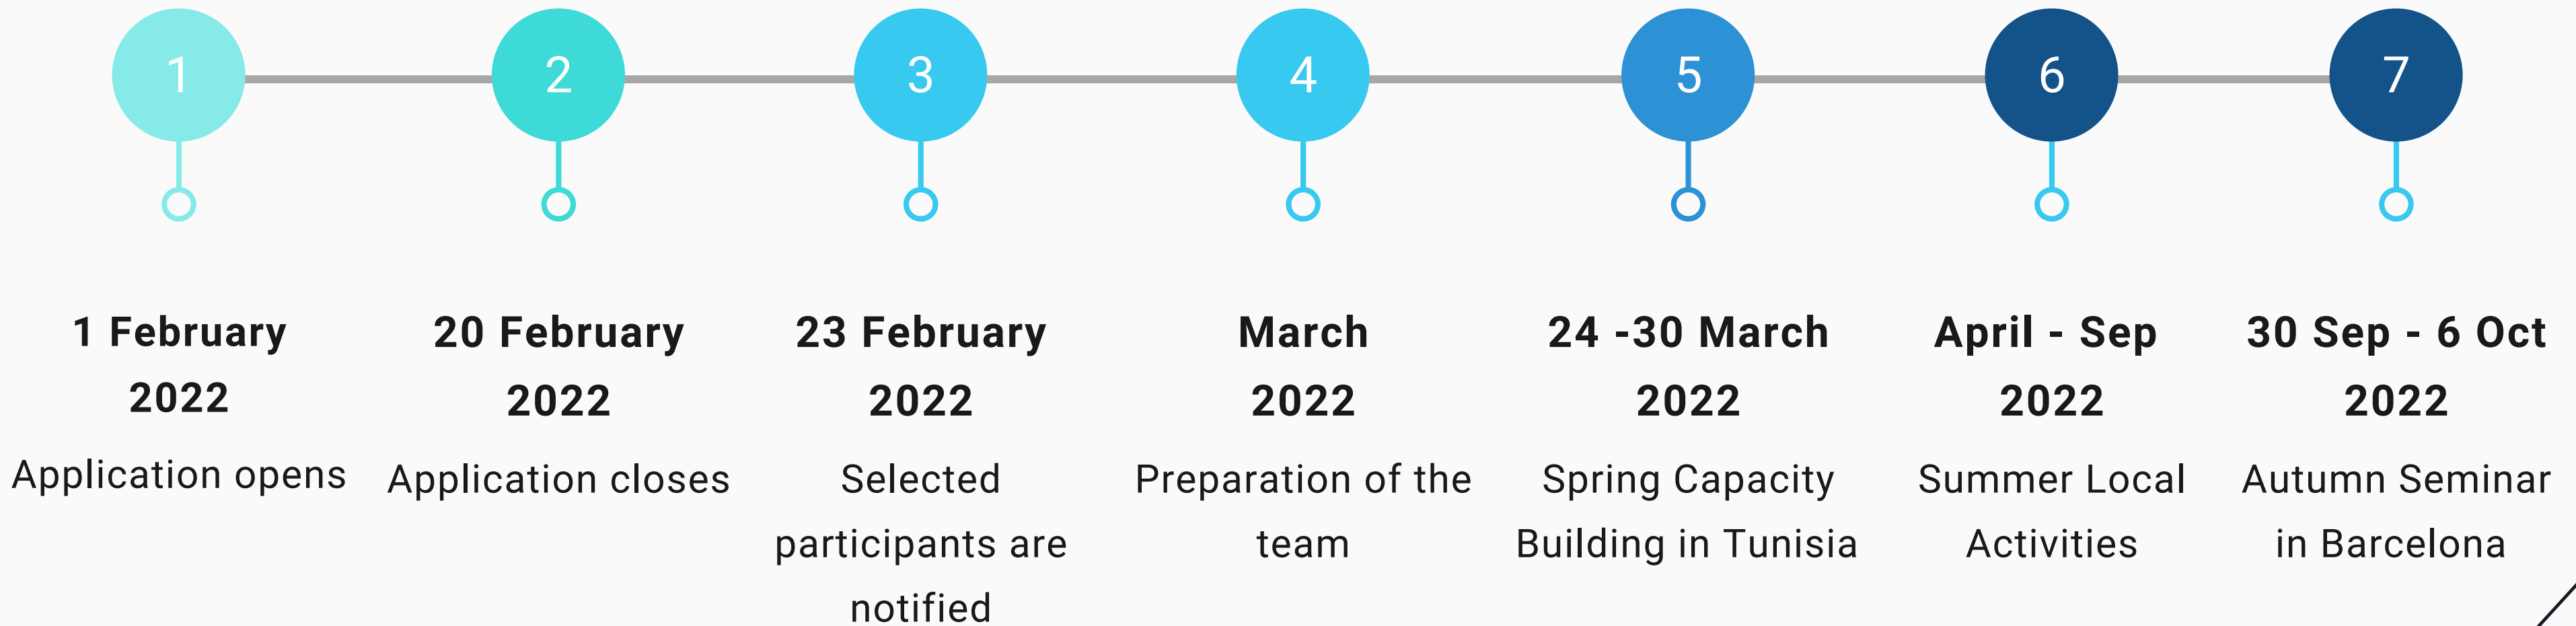 1
2
3
4
5
6
7
1 February
2022
Application opens
20 February
2022
Application closes
23 February
2022
Selected
participants are
notified
March
2022
Preparation of the
team
24 -30 March
2022
Spring Capacity
Building in Tunisia
April - Sep
2022
Summer Local
Activities
30 Sep - 6 Oct
2022
Autumn Seminar
in Barcelona